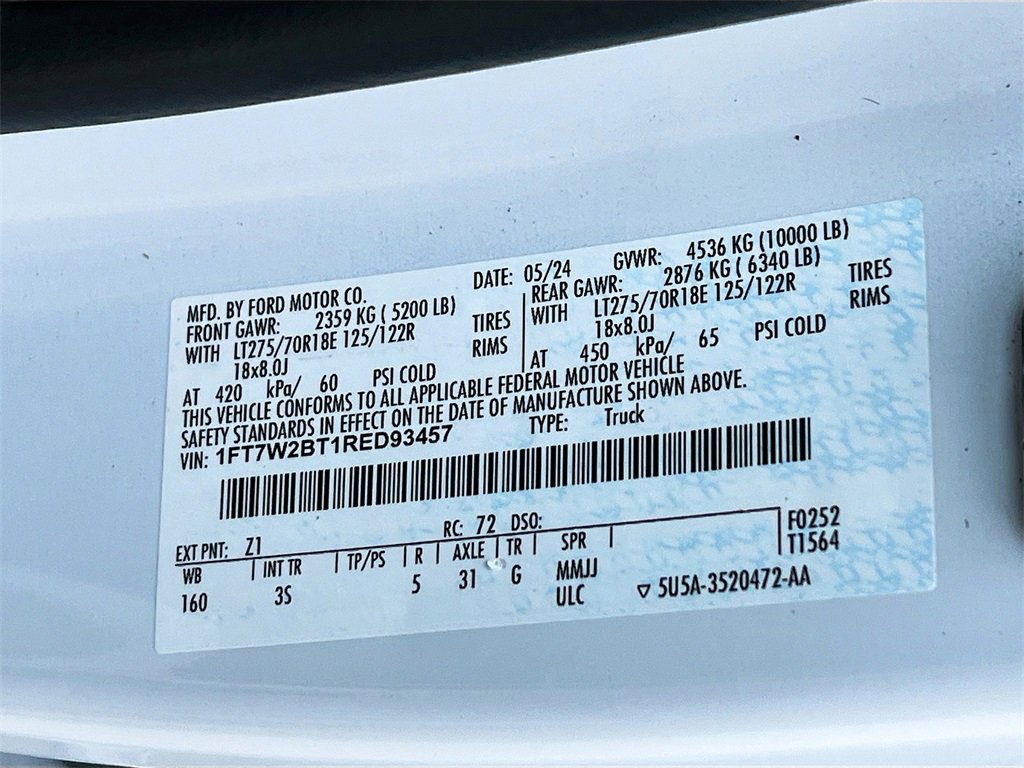 MFD. BY FORD MOTOR CO. DATE: 05/24 GVWR: 4536 KG (10000 LB)
FRONT GAWR: 2359 KG ( 5200 LB) REAR GAWR: 2876 KG ( 6340 LB)
WITH LT275/70R18E 125/122R TIRES WITH LT275/70R18E 125/122R TIRES
18x8.0J RIMS 18x8.0J RIMS
AT 420 kPa/ 60 PSI COLD AT 450 kPa/ 65 PSI COLD
THIS VEHICLE CONFORMS TO ALL APPLICABLE FEDERAL MOTOR VEHICLE
SAFETY STANDARDS IN EFFECT ON THE DATE OF MANUFACTURE SHOWN ABOVE.
VIN: 1FT7W2BT1RED93457 TYPE: Truck
EXT PNT: Z1 RC: 72 DSO: F0252
WB INT TR TP/PS R AXLE TR SPR T1564
160 3S 5 31 G MMJJ
ULC ▽ 5U5A-3520472-AA